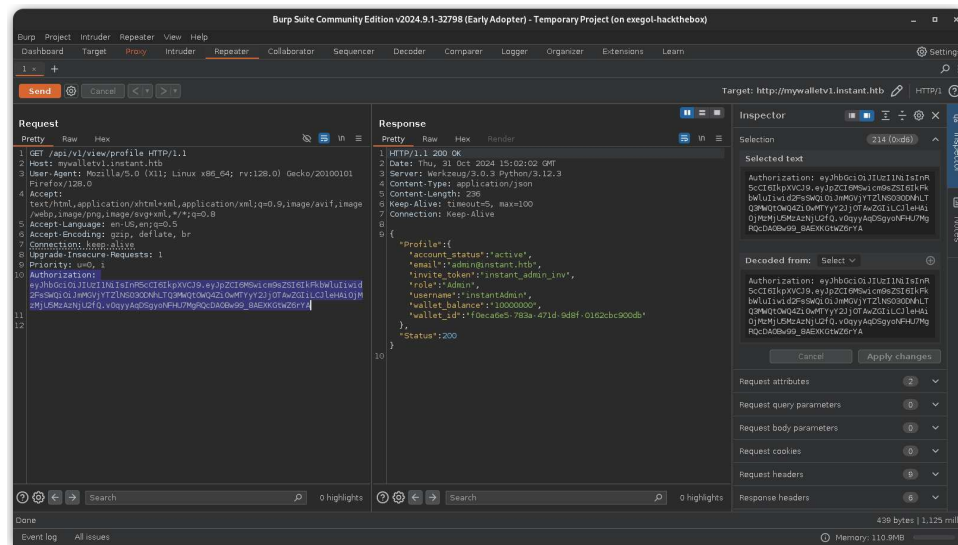 Burp Suite Community Edition v2024.9.1-32798 (Early Adopter) - Temporary Project (on exegol-hackthebox)
Burp Project Intruder Repeater View Help
Dashboard Target Proxy Intruder Repeater Collaborator Sequencer Decoder Comparer Logger Organizer Extensions Learn Settings
1 × +
Send Cancel < > Target: http://mywalletv1.instant.htb HTTP/1
Request
Pretty Raw Hex
1 GET /api/v1/view/profile HTTP/1.1
2 Host: mywalletv1.instant.htb
3 User-Agent: Mozilla/5.0 (X11; Linux x86_64; rv:128.0) Gecko/20100101
Firefox/128.0
4 Accept:
text/html,application/xhtml+xml,application/xml;q=0.9,image/avif,image
/webp,image/png,image/svg+xml,*/*;q=0.8
5 Accept-Language: en-US,en;q=0.5
6 Accept-Encoding: gzip, deflate, br
7 Connection: keep-alive
8 Upgrade-Insecure-Requests: 1
9 Priority: u=0, i
10 Authorization:
11
12
Response
Pretty Raw Hex Render
1 HTTP/1.1 200 OK
2 Date: Thu, 31 Oct 2024 15:02:02 GMT
3 Server: Werkzeug/3.0.3 Python/3.12.3
4 Content-Type: application/json
5 Content-Length: 236
6 Keep-Alive: timeout=5, max=100
7 Connection: Keep-Alive
8
9 {
"Profile":{
"account_status":"active",
"email":"admin@instant.htb",
"invite_token":"instant_admin_inv",
"role":"Admin",
"username":"instantAdmin",
"wallet_balance":"10000000",
"wallet_id":"f0eca6e5-783a-471d-9d8f-0162cbc900db"
},
"Status":200
}
10
Inspector
Selection 214 (0xd6)
Selected text
Authorization:
Decoded from: Select
Authorization:
Cancel Apply changes
Request attributes 2
Request query parameters 0
Request body parameters 0
Request cookies 0
Request headers 9
Response headers 6
Inspector
Notes
Search 0 highlights
Search 0 highlights
Done 439 bytes | 1,125 mill
Event log All issues Memory: 110.9MB